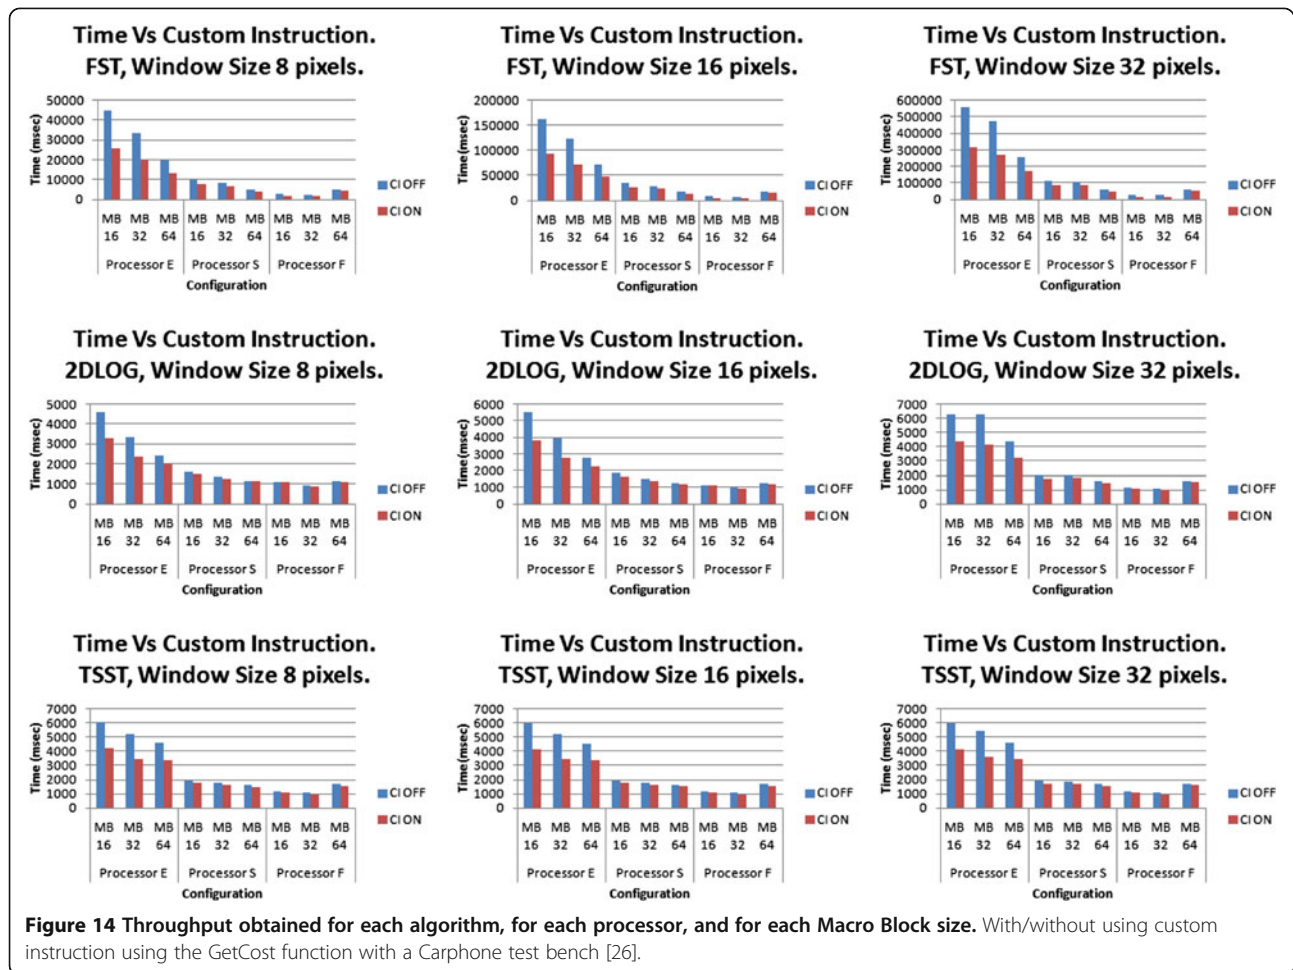 Time Vs Custom Instruction.
FST, Window Size 8 pixels.
Time (msec)
50000
40000
30000
20000
10000
0
MB MB MB MB MB MB MB MB MB
16 32 64 16 32 64 16 32 64
Processor E Processor S Processor F
Configuration
CI OFF
CI ON
Time Vs Custom Instruction.
FST, Window Size 16 pixels.
Time (msec)
200000
150000
100000
50000
0
MB MB MB MB MB MB MB MB MB
16 32 64 16 32 64 16 32 64
Processor E Processor S Processor F
Configuration
CI OFF
CI ON
Time Vs Custom Instruction.
FST, Window Size 32 pixels.
Time (msec)
600000
500000
400000
300000
200000
100000
0
MB MB MB MB MB MB MB MB MB
16 32 64 16 32 64 16 32 64
Processor E Processor S Processor F
Configuration
CI OFF
CI ON
Time Vs Custom Instruction.
2DLOG, Window Size 8 pixels.
Time (msec)
5000
4000
3000
2000
1000
0
MB MB MB MB MB MB MB MB MB
16 32 64 16 32 64 16 32 64
Processor E Processor S Processor F
Configuration
CI OFF
CI ON
Time Vs Custom Instruction.
2DLOG, Window Size 16 pixels.
Time (msec)
6000
5000
4000
3000
2000
1000
0
MB MB MB MB MB MB MB MB MB
16 32 64 16 32 64 16 32 64
Processor E Processor S Processor F
Configuration
CI OFF
CI ON
Time Vs Custom Instruction.
2DLOG, Window Size 32 pixels.
Time (msec)
7000
6000
5000
4000
3000
2000
1000
0
MB MB MB MB MB MB MB MB MB
16 32 64 16 32 64 16 32 64
Processor E Processor S Processor F
Configuration
CI OFF
CI ON
Time Vs Custom Instruction.
TSST, Window Size 8 pixels.
Time (msec)
7000
6000
5000
4000
3000
2000
1000
0
MB MB MB MB MB MB MB MB MB
16 32 64 16 32 64 16 32 64
Processor E Processor S Processor F
Configuration
CI OFF
CI ON
Time Vs Custom Instruction.
TSST, Window Size 16 pixels.
Time (msec)
7000
6000
5000
4000
3000
2000
1000
0
MB MB MB MB MB MB MB MB MB
16 32 64 16 32 64 16 32 64
Processor E Processor S Processor F
Configuration
CI OFF
CI ON
Time Vs Custom Instruction.
TSST, Window Size 32 pixels.
Time (msec)
7000
6000
5000
4000
3000
2000
1000
0
MB MB MB MB MB MB MB MB MB
16 32 64 16 32 64 16 32 64
Processor E Processor S Processor F
Configuration
CI OFF
CI ON
Figure 14 Throughput obtained for each algorithm, for each processor, and for each Macro Block size. With/without using custom
instruction using the GetCost function with a Carphone test bench [26].